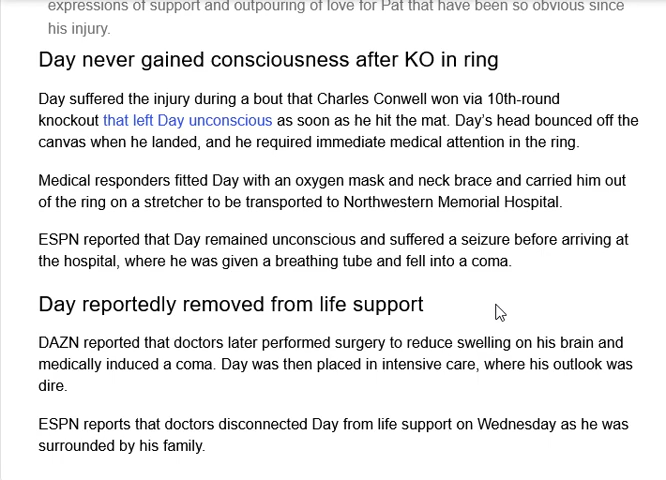 expressions of support and outpouring of love for Pat that have been so obvious since
his injury.
Day never gained consciousness after KO in ring
Day suffered the injury during a bout that Charles Conwell won via 10th-round
knockout that left Day unconscious as soon as he hit the mat. Day’s head bounced off the
canvas when he landed, and he required immediate medical attention in the ring.
Medical responders fitted Day with an oxygen mask and neck brace and carried him out
of the ring on a stretcher to be transported to Northwestern Memorial Hospital.
ESPN reported that Day remained unconscious and suffered a seizure before arriving at
the hospital, where he was given a breathing tube and fell into a coma.
Day reportedly removed from life support
DAZN reported that doctors later performed surgery to reduce swelling on his brain and
medically induced a coma. Day was then placed in intensive care, where his outlook was
dire.
ESPN reports that doctors disconnected Day from life support on Wednesday as he was
surrounded by his family.